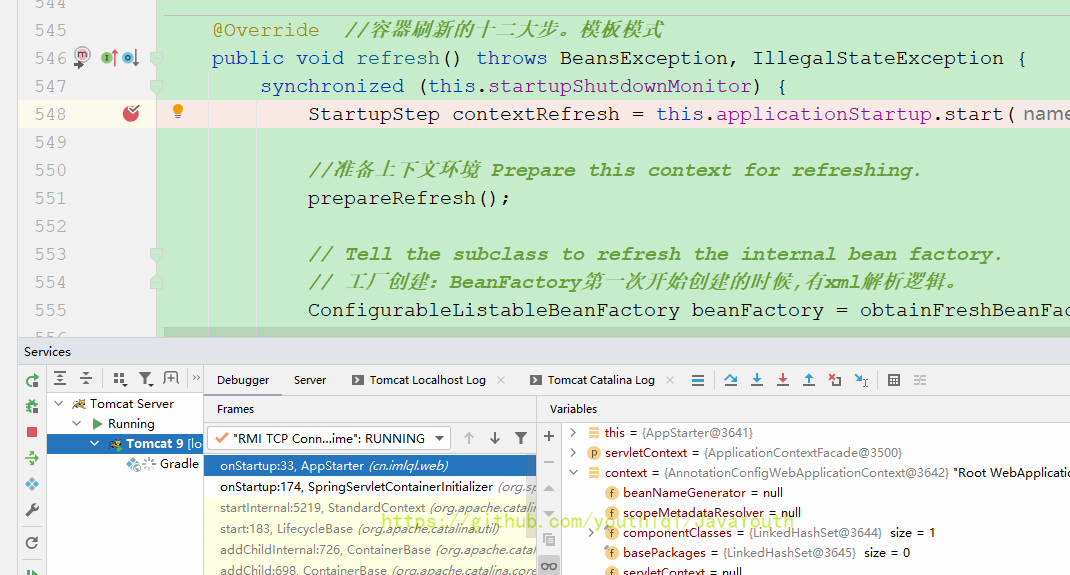 544
545 @Override //容器刷新的十二大步。模板模式
546 public void refresh() throws BeansException, IllegalStateException {
547 synchronized (this.startupShutdownMonitor) {
548 StartupStep contextRefresh = this.applicationStartup.start( name
549
550 //准备上下文环境 Prepare this context for refreshing.
551 prepareRefresh();
552
553 // Tell the subclass to refresh the internal bean factory.
554 // 工厂创建：BeanFactory第一次开始创建的时候,有xml解析逻辑。
555 ConfigurableListableBeanFactory beanFactory = obtainFreshBeanFac
556
Services
Debugger Server Tomcat Localhost Log Tomcat Catalina Log
Tomcat Server
Running
Tomcat 9 [lo
Gradle
Frames
"RMI TCP Conn...ime": RUNNING
onStartup:33, AppStarter (cn.imlql.web)
onStartup:174, SpringServletContainerInitializer (org.sp
startInternal:5219, StandardContext (org.apache.catalin
start:183, LifecycleBase (org.apache.catalina.util)
addChildInternal:726, ContainerBase (org.apache.catalin
addChild:698, ContainerBase (org.apache.catalina.core
Variables
this = {AppStarter@3641}
servletContext = {ApplicationContextFacade@3500}
context = {AnnotationConfigWebApplicationContext@3642} "Root WebApplicatio
beanNameGenerator = null
scopeMetadataResolver = null
componentClasses = {LinkedHashSet@3644} size = 1
basePackages = {LinkedHashSet@3645} size = 0
servletContext = null
https://github.com/youthlql/JavaYouth